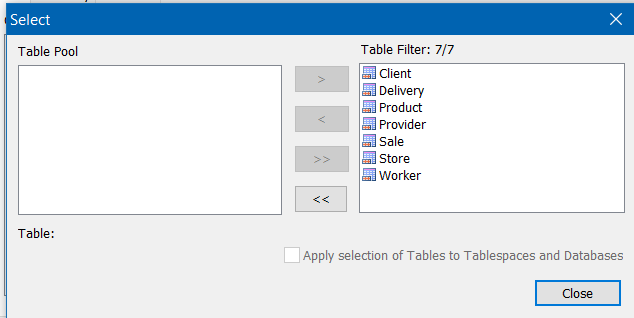 Select
Table Pool
Table Filter: 7/7
>
<
>>
<<
Client
Delivery
Product
Provider
Sale
Store
Worker
Table:
Apply selection of Tables to Tablespaces and Databases
Close